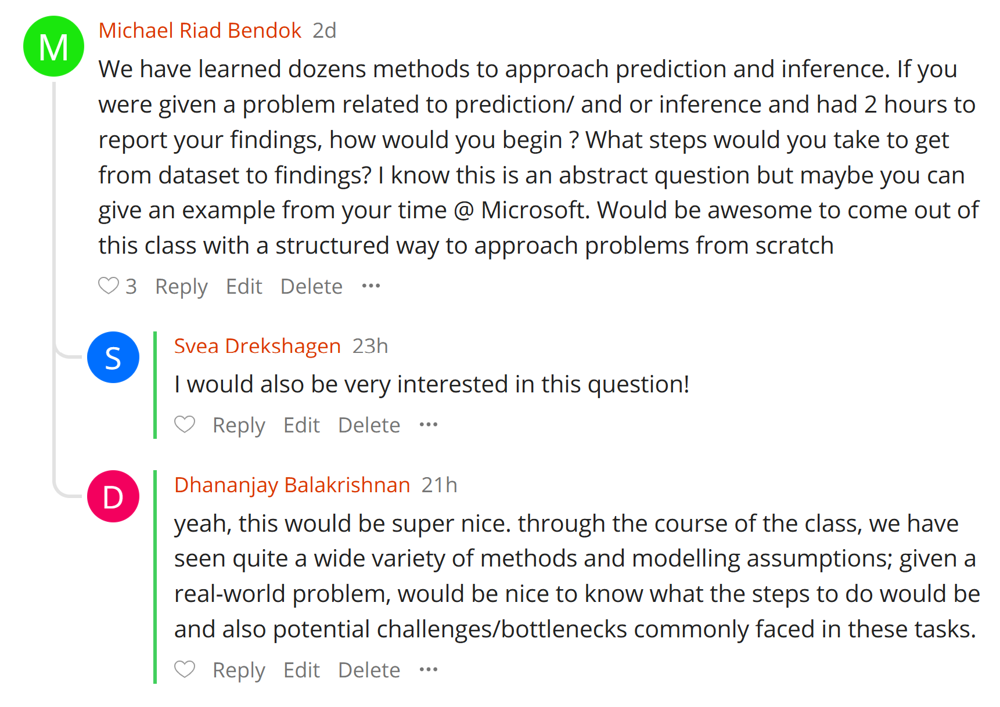 M
Michael Riad Bendok 2d
We have learned dozens methods to approach prediction and inference. If you
were given a problem related to prediction/ and or inference and had 2 hours to
report your findings, how would you begin ? What steps would you take to get
from dataset to findings? I know this is an abstract question but maybe you can
give an example from your time @ Microsoft. Would be awesome to come out of
this class with a structured way to approach problems from scratch
3 Reply Edit Delete ···
S
Svea Drekshagen 23h
I would also be very interested in this question!
Reply Edit Delete ···
D
Dhananjay Balakrishnan 21h
yeah, this would be super nice. through the course of the class, we have
seen quite a wide variety of methods and modelling assumptions; given a
real-world problem, would be nice to know what the steps to do would be
and also potential challenges/bottlenecks commonly faced in these tasks.
Reply Edit Delete ···